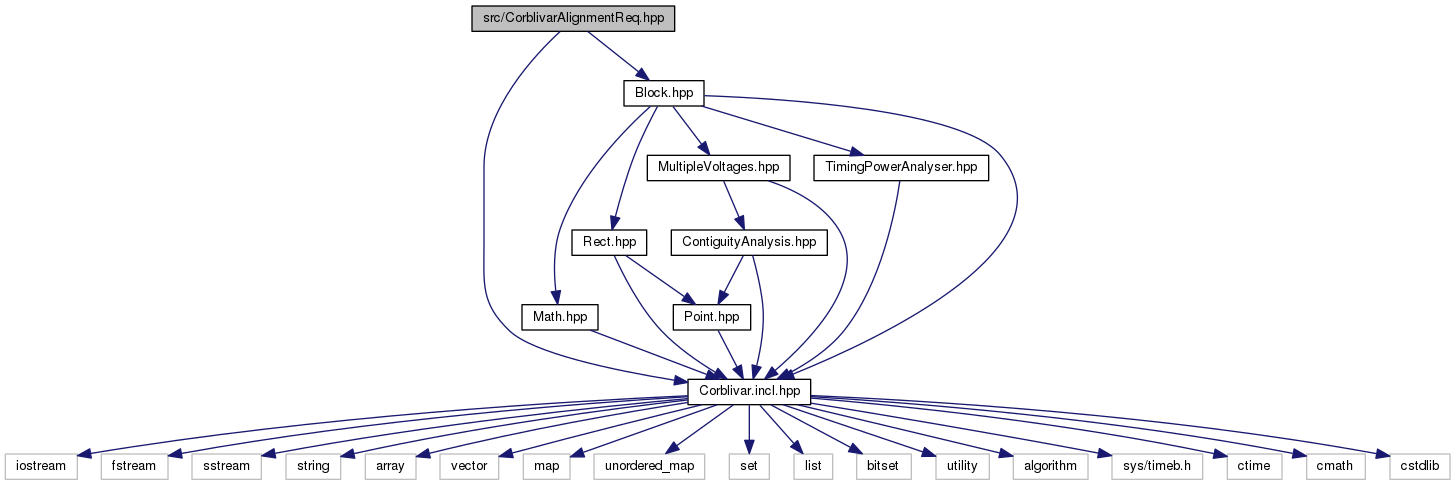 src/CorblivarAlignmentReq.hpp
Block.hpp
MultipleVoltages.hpp
TimingPowerAnalyser.hpp
Rect.hpp
ContiguityAnalysis.hpp
Math.hpp
Point.hpp
Corblivar.incl.hpp
iostream
fstream
sstream
string
array
vector
map
unordered_map
set
list
bitset
utility
algorithm
sys/timeb.h
ctime
cmath
cstdlib